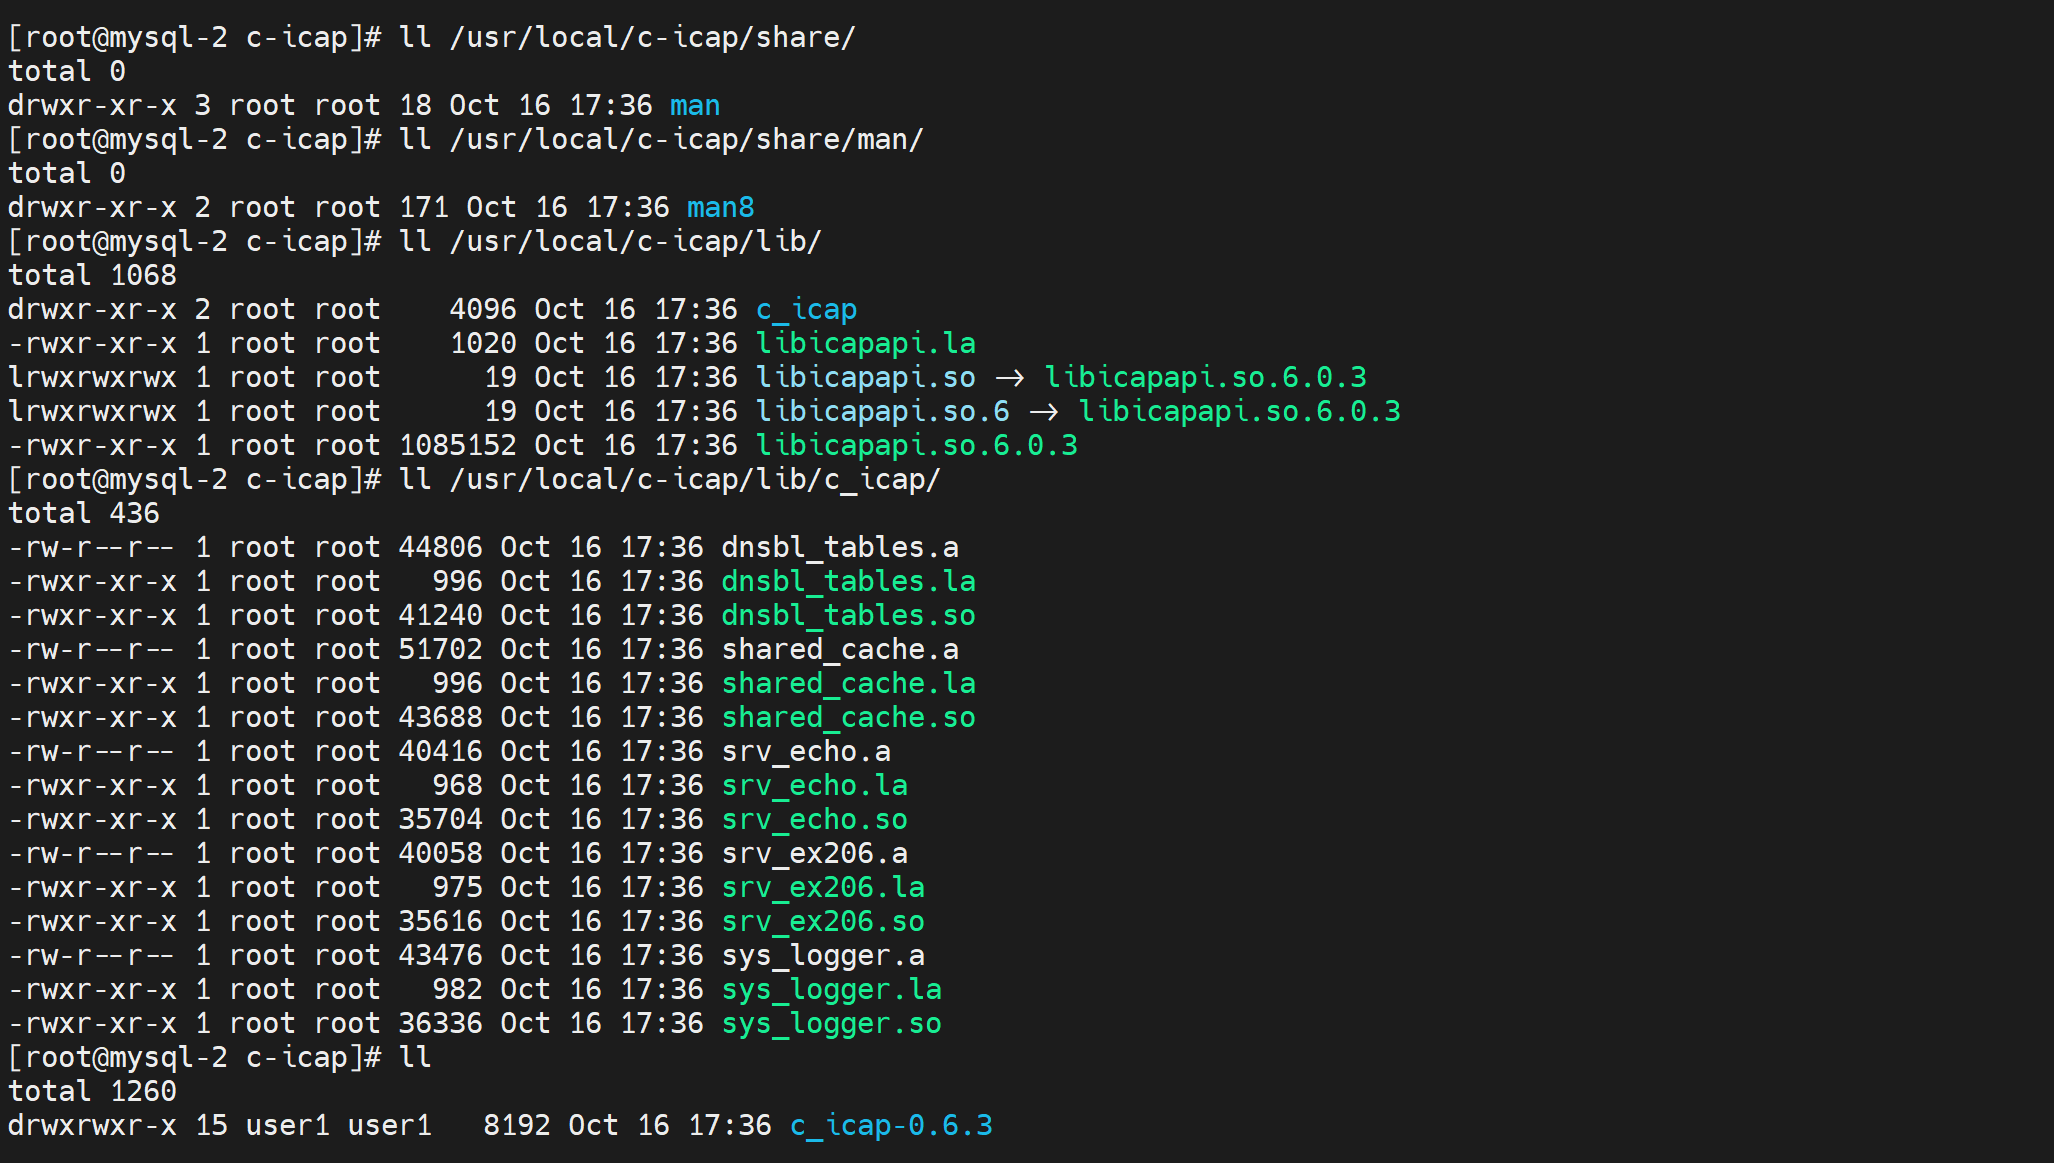 [root@mysql-2 c-icap]# ll /usr/local/c-icap/share/
total 0
drwxr-xr-x 3 root root 18 Oct 16 17:36 man
[root@mysql-2 c-icap]# ll /usr/local/c-icap/share/man/
total 0
drwxr-xr-x 2 root root 171 Oct 16 17:36 man8
[root@mysql-2 c-icap]# ll /usr/local/c-icap/lib/
total 1068
drwxr-xr-x 2 root root    4096 Oct 16 17:36 c_icap
-rwxr-xr-x 1 root root    1020 Oct 16 17:36 libicapapi.la
lrwxrwxrwx 1 root root      19 Oct 16 17:36 libicapapi.so -> libicapapi.so.6.0.3
lrwxrwxrwx 1 root root      19 Oct 16 17:36 libicapapi.so.6 -> libicapapi.so.6.0.3
-rwxr-xr-x 1 root root 1085152 Oct 16 17:36 libicapapi.so.6.0.3
[root@mysql-2 c-icap]# ll /usr/local/c-icap/lib/c_icap/
total 436
-rw-r--r-- 1 root root 44806 Oct 16 17:36 dnsbl_tables.a
-rwxr-xr-x 1 root root   996 Oct 16 17:36 dnsbl_tables.la
-rwxr-xr-x 1 root root 41240 Oct 16 17:36 dnsbl_tables.so
-rw-r--r-- 1 root root 51702 Oct 16 17:36 shared_cache.a
-rwxr-xr-x 1 root root   996 Oct 16 17:36 shared_cache.la
-rwxr-xr-x 1 root root 43688 Oct 16 17:36 shared_cache.so
-rw-r--r-- 1 root root 40416 Oct 16 17:36 srv_echo.a
-rwxr-xr-x 1 root root   968 Oct 16 17:36 srv_echo.la
-rwxr-xr-x 1 root root 35704 Oct 16 17:36 srv_echo.so
-rw-r--r-- 1 root root 40058 Oct 16 17:36 srv_ex206.a
-rwxr-xr-x 1 root root   975 Oct 16 17:36 srv_ex206.la
-rwxr-xr-x 1 root root 35616 Oct 16 17:36 srv_ex206.so
-rw-r--r-- 1 root root 43476 Oct 16 17:36 sys_logger.a
-rwxr-xr-x 1 root root   982 Oct 16 17:36 sys_logger.la
-rwxr-xr-x 1 root root 36336 Oct 16 17:36 sys_logger.so
[root@mysql-2 c-icap]# ll
total 1260
drwxrwxr-x 15 user1 user1   8192 Oct 16 17:36 c_icap-0.6.3